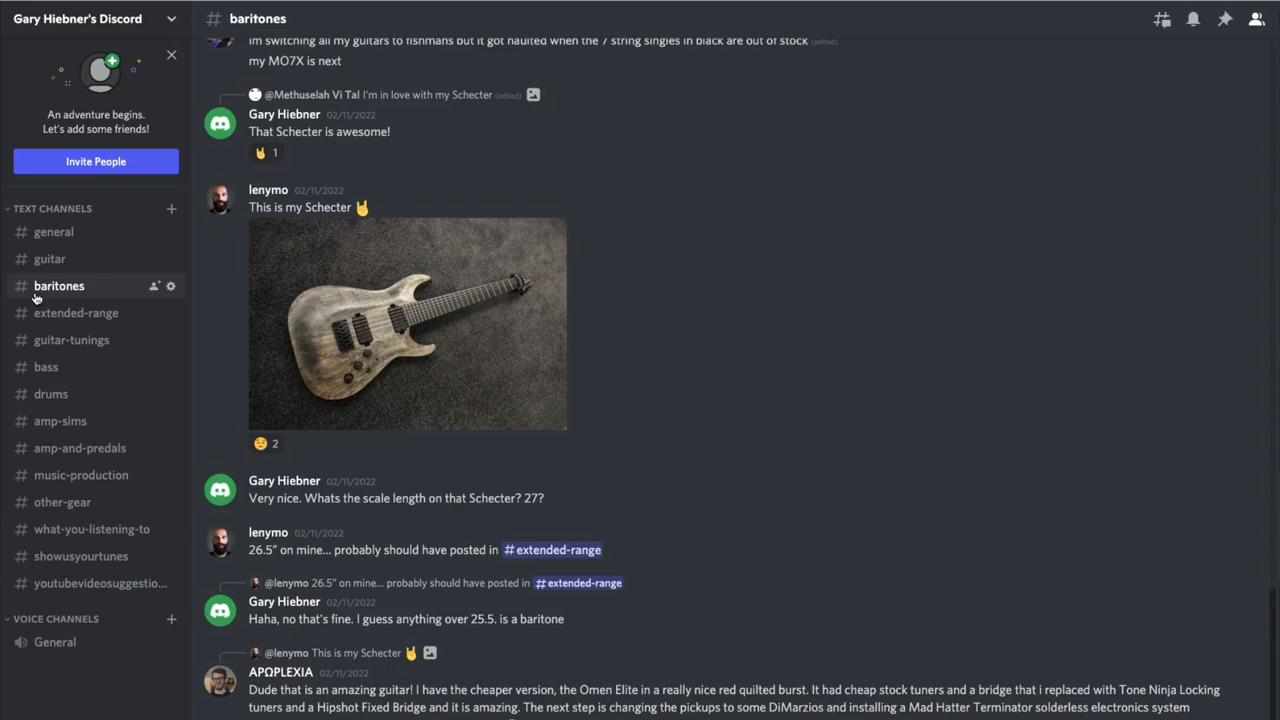 Gary Hiebner's Discord
# baritones
im switching all my guitars to fishmans but it got haulted when the 7 string singles in black are out of stock (edited)
my MO7X is next
An adventure begins.
Let's add some friends!
Invite People
@Methuselah Vi Tal I'm in love with my Schecter (edited)
Gary Hiebner 02/11/2022
That Schecter is awesome!
🤘 1
lenymo 02/11/2022
This is my Schecter 🤘
2
TEXT CHANNELS
# general
# guitar
# baritones
# extended-range
# guitar-tunings
# bass
# drums
# amp-sims
# amp-and-predals
# music-production
# other-gear
# what-you-listening-to
# showusyourtunes
# youtubevideosuggestio...
VOICE CHANNELS
General
Gary Hiebner 02/11/2022
Very nice. Whats the scale length on that Schecter? 27?
lenymo 02/11/2022
26.5" on mine... probably should have posted in #extended-range
@lenymo 26.5" on mine... probably should have posted in #extended-range
Gary Hiebner 02/11/2022
Haha, no that's fine. I guess anything over 25.5. is a baritone
@lenymo This is my Schecter 🤘
APΩPLEXIA 02/11/2022
Dude that is an amazing guitar! I have the cheaper version, the Omen Elite in a really nice red quilted burst. It had cheap stock tuners and a bridge that i replaced with Tone Ninja Locking
tuners and a Hipshot Fixed Bridge and it is amazing. The next step is changing the pickups to some DiMarzios and installing a Mad Hatter Terminator solderless electronics system